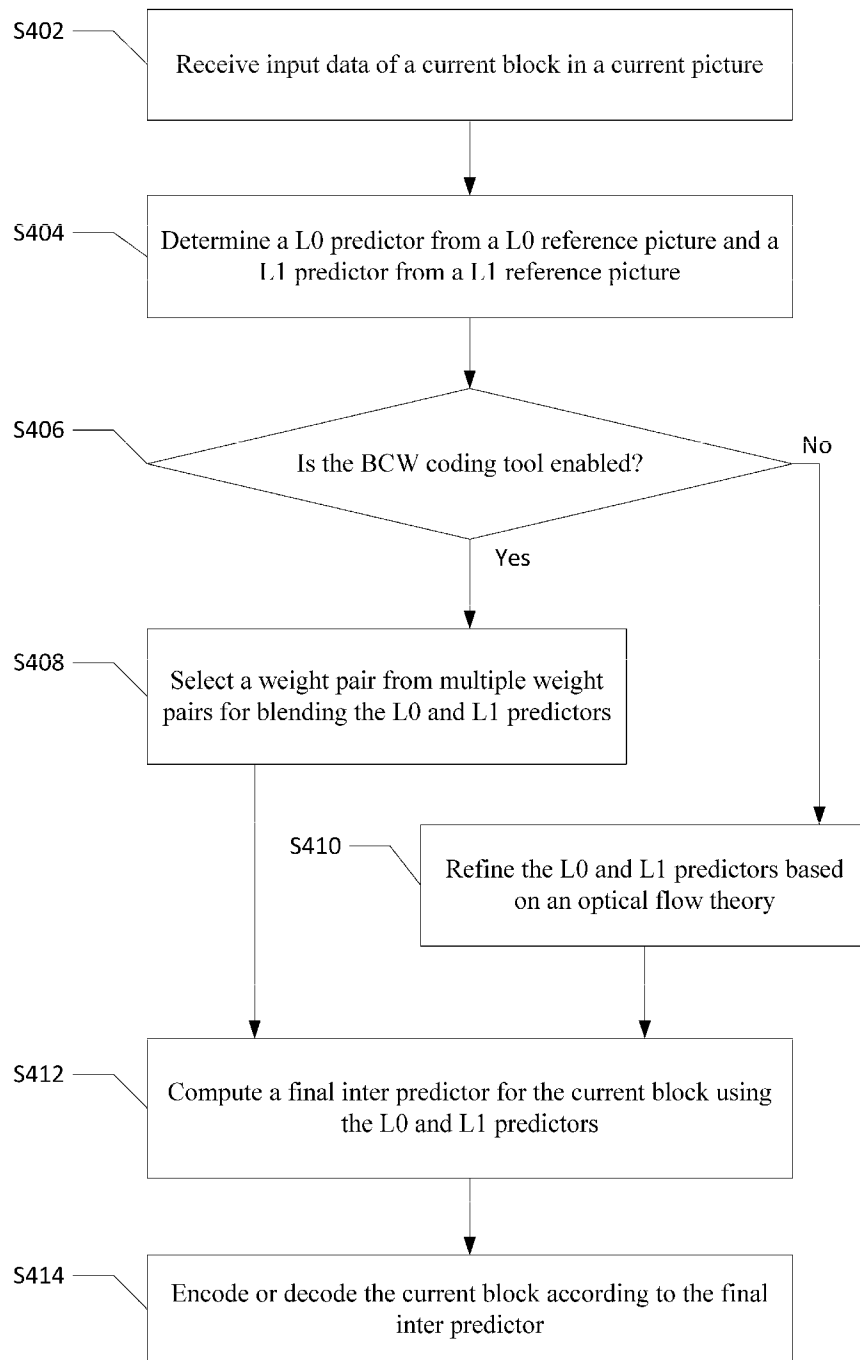 S402
Receive input data of a current block in a current picture
S404
Determine a L0 predictor from a L0 reference picture and a
L1 predictor from a L1 reference picture
S406
Is the BCW coding tool enabled?
No
Yes
S408
Select a weight pair from multiple weight
pairs for blending the L0 and L1 predictors
S410
Refine the L0 and L1 predictors based
on an optical flow theory
S412
Compute a final inter predictor for the current block using
the L0 and L1 predictors
S414
Encode or decode the current block according to the final
inter predictor